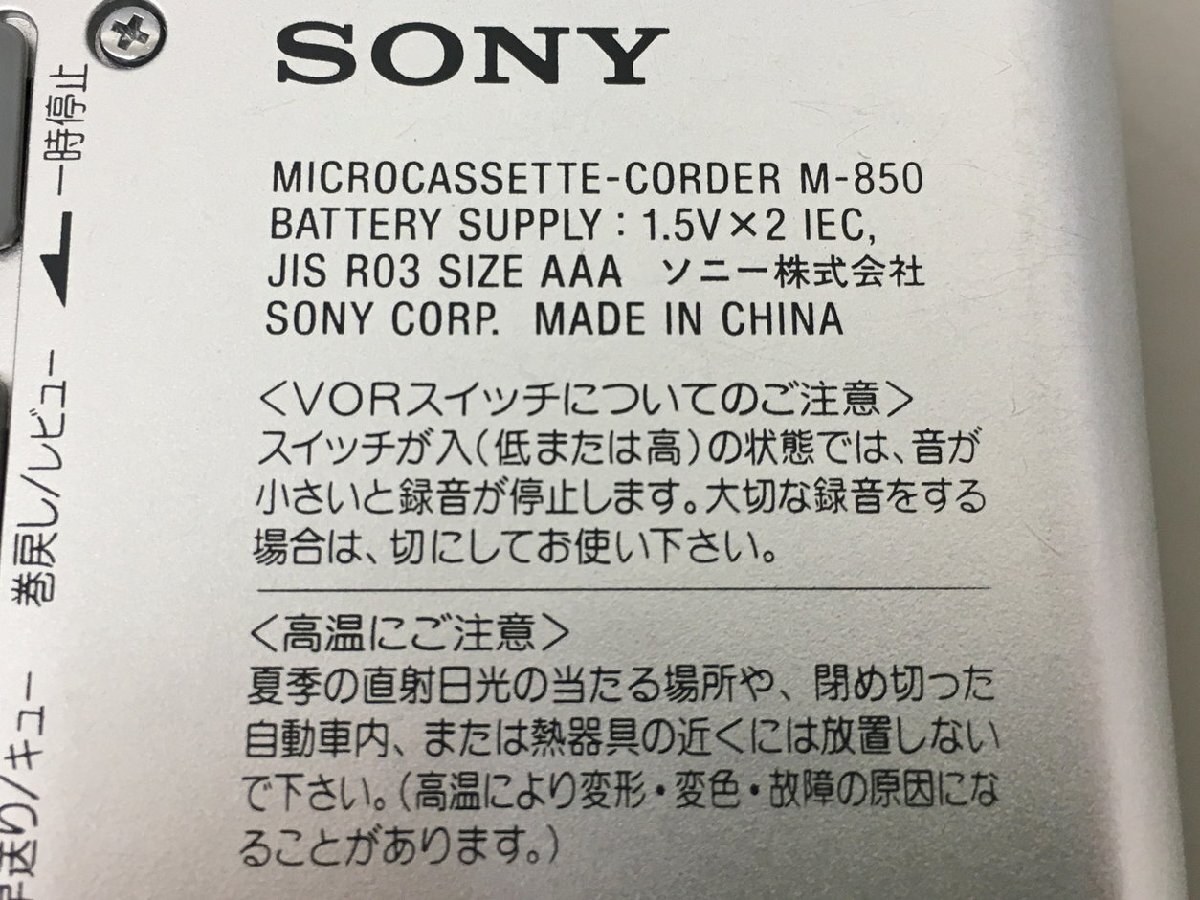 SONY
MICROCASSETTE-CORDER M-850
BATTERY SUPPLY : 1.5V×2 IEC,
JIS R03 SIZE AAA ソニー株式会社
SONY CORP. MADE IN CHINA
<VORスイッチについてのご注意>
スイッチが入(低または高)の状態では、音が
小さいと録音が停止します。大切な録音をする
場合は、切にしてお使い下さい。
<高温にご注意>
夏季の直射日光の当たる場所や、閉め切った
自動車内、または熱器具の近くには放置しない
で下さい。(高温により変形・変色・故障の原因にな
ることがあります。)
一時停止
巻戻し/レビュー
早送り/キュー